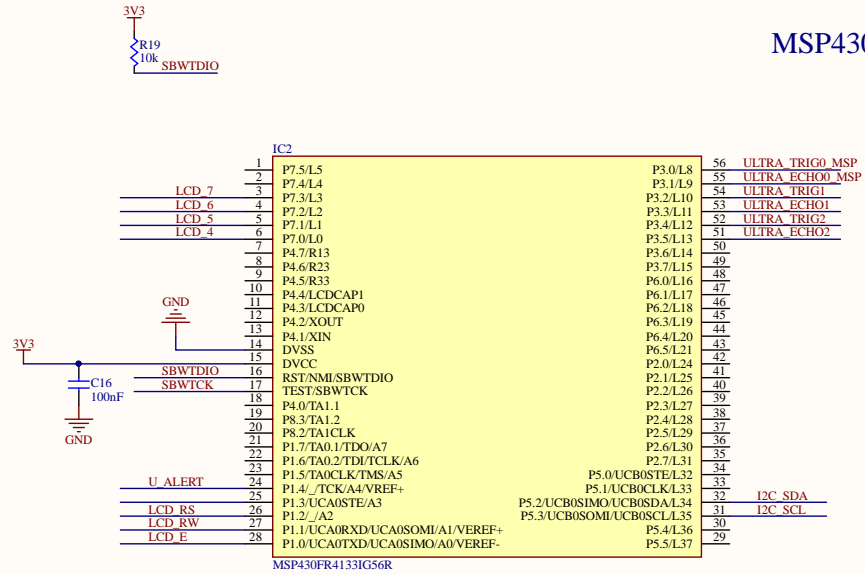 3V3
R19
10k
SBWTDIO
MSP430
IC2
1 P7.5/L5 P3.0/L8 56 ULTRA_TRIG0_MSP
2 P7.4/L4 P3.1/L9 55 ULTRA_ECHO0_MSP
LCD_7 3 P7.3/L3 P3.2/L10 54 ULTRA_TRIG1
LCD_6 4 P7.2/L2 P3.3/L11 53 ULTRA_ECHO1
LCD_5 5 P7.1/L1 P3.4/L12 52 ULTRA_TRIG2
LCD_4 6 P7.0/L0 P3.5/L13 51 ULTRA_ECHO2
7 P4.7/R13 P3.6/L14 50
8 P4.6/R23 P3.7/L15 49
9 P4.5/R33 P6.0/L16 48
10 P4.4/LCDCAP1 P6.1/L17 47
GND 11 P4.3/LCDCAP0 P6.2/L18 46
12 P4.2/XOUT P6.3/L19 45
13 P4.1/XIN P6.4/L20 44
14 DVSS P6.5/L21 43
3V3 15 DVCC P2.0/L24 42
SBWTDIO 16 RST/NMI/SBWTDIO P2.1/L25 41
SBWTCK 17 TEST/SBWTCK P2.2/L26 40
C16
100nF
GND
18 P4.0/TA1.1 P2.3/L27 39
19 P8.3/TA1.2 P2.4/L28 38
20 P8.2/TA1CLK P2.5/L29 37
21 P1.7/TA0.1/TDO/A7 P2.6/L30 36
22 P1.6/TA0.2/TDI/TCLK/A6 P2.7/L31 35
23 P1.5/TA0CLK/TMS/A5 P5.0/UCB0STE/L32 34
U_ALERT 24 P1.4/_/TCK/A4/VREF+ P5.1/UCB0CLK/L33 33
25 P1.3/UCA0STE/A3 P5.2/UCB0SIMO/UCB0SDA/L34 32 I2C_SDA
LCD_RS 26 P1.2/_/A2 P5.3/UCB0SOMI/UCB0SCL/L35 31 I2C_SCL
LCD_RW 27 P1.1/UCA0RXD/UCA0SOMI/A1/VEREF+ P5.4/L36 30
LCD_E 28 P1.0/UCA0TXD/UCA0SIMO/A0/VEREF- P5.5/L37 29
MSP430FR4133IG56R